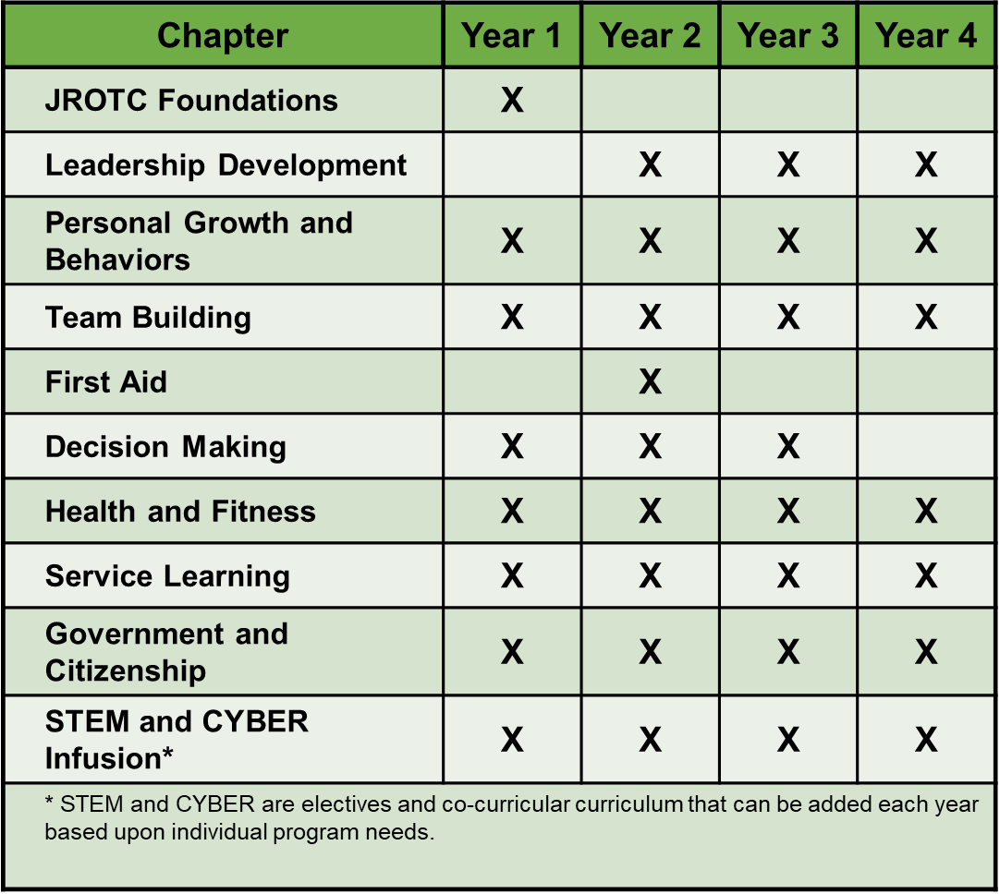 Chapter Year 1 Year 2 Year 3 Year 4
JROTC Foundations X
Leadership Development X X X
Personal Growth and
Behaviors X X X X
Team Building X X X X
First Aid X
Decision Making X X X
Health and Fitness X X X X
Service Learning X X X X
Government and
Citizenship X X X X
STEM and CYBER
Infusion* X X X X
* STEM and CYBER are electives and co-curricular curriculum that can be added each year
based upon individual program needs.